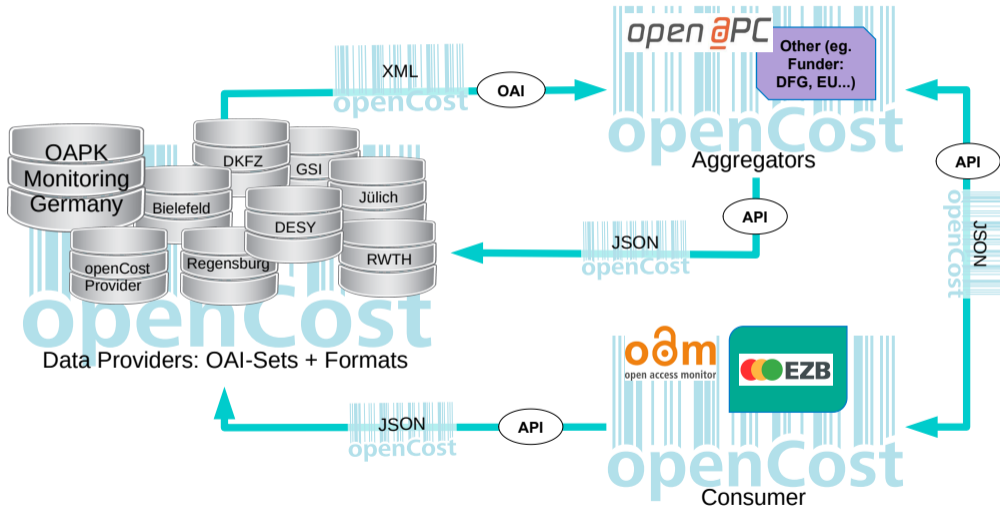 XML
openCost
OAI
open aPC
Other (eg.
Funder:
DFG, EU...)
openCost
Aggregators
OAPK
Monitoring
Germany
DKFZ
GSI
Jülich
Bielefeld
DESY
openCost
Provider
Regensburg
RWTH
openCost
Data Providers: OAI-Sets + Formats
API
JSON
openCost
API
JSON
openCost
oam
open access monitor
EZB
openCost
Consumer
JSON
openCost
API